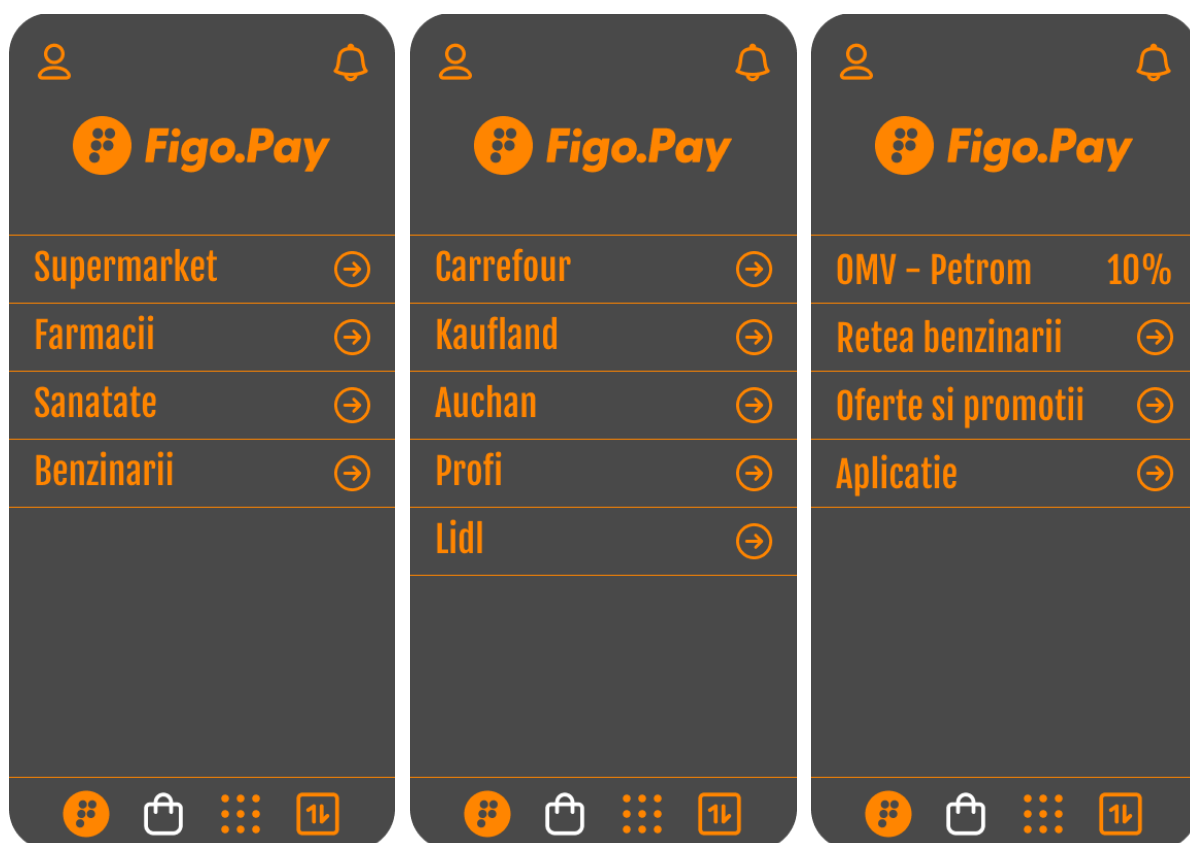 Figo.Pay
Supermarket
Farmacii
Sanatate
Benzinarii
Figo.Pay
Carrefour
Kaufland
Auchan
Profi
Lidl
Figo.Pay
OMV - Petrom 10%
Retea benzinarii
Oferte si promotii
Aplicatie